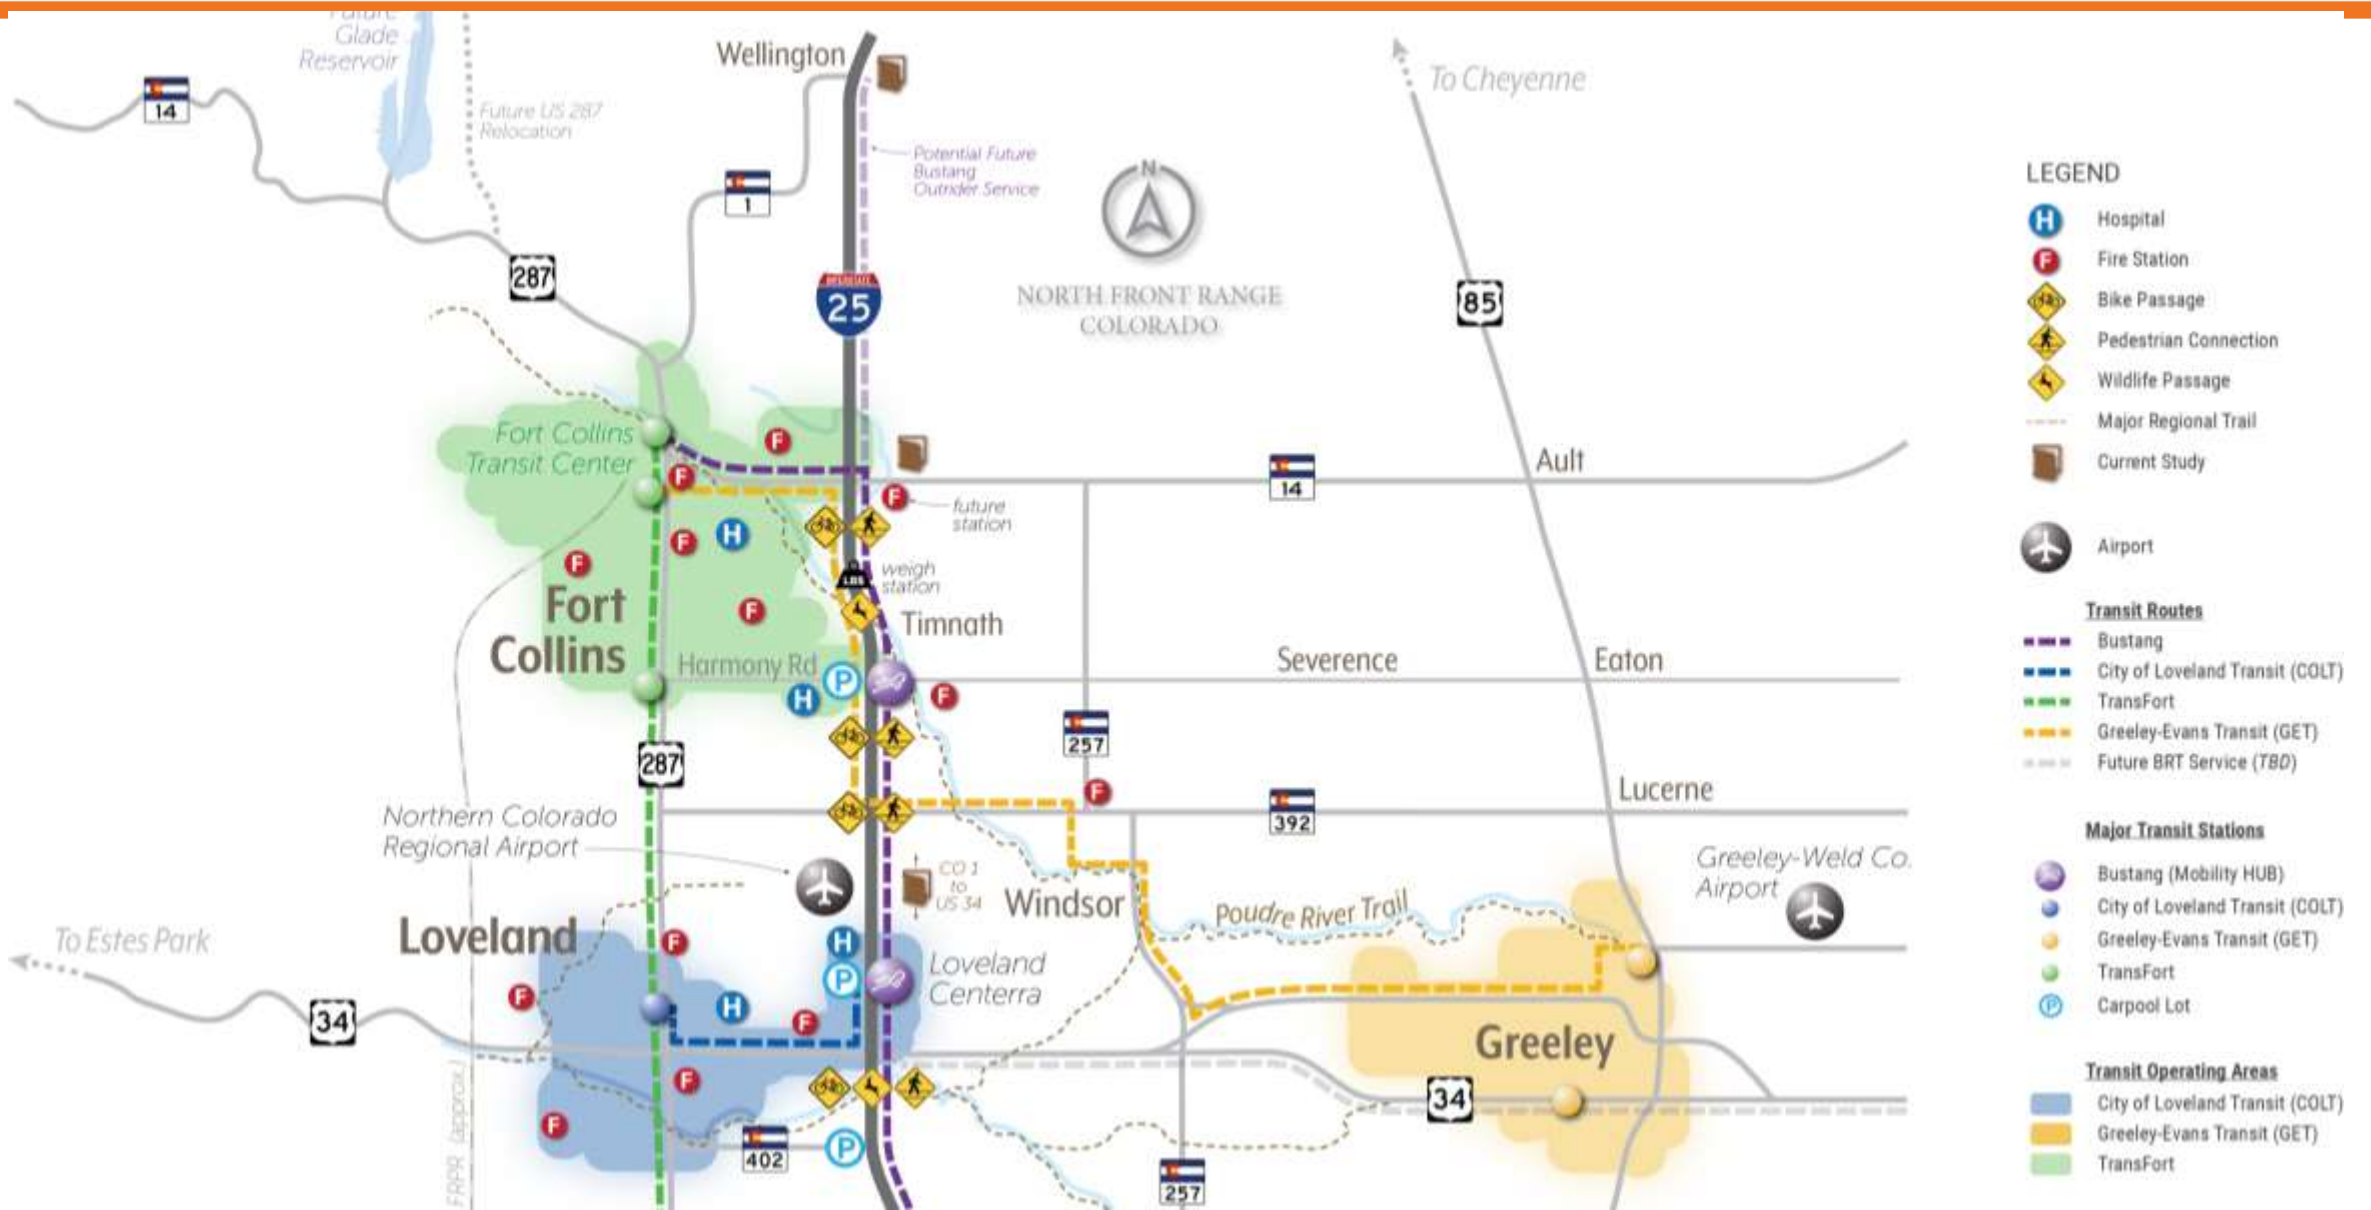 Future
Glade
Reservoir
Wellington
To Cheyenne
14
Future US 287
Relocation
Potential Future
Bustang
Outrider Service
1
N
287
INTERSTATE
25
NORTH FRONT RANGE
COLORADO
85
Fort Collins
Transit Center
F
F
Ault
14
F
future
station
F
H
F
LBS
weigh
station
Fort
Collins
F
Timnath
Harmony Rd
P
H
F
Severence
Eaton
287
257
F
Lucerne
392
Northern Colorado
Regional Airport
CO 1
to
US 34
Windsor
Poudre River Trail
Greeley-Weld Co.
Airport
To Estes Park
Loveland
F
H
P
Loveland
Centerra
F
H
F
34
Greeley
F
34
F
402
P
257
FRPR (approx.)
LEGEND
H Hospital
F Fire Station
Bike Passage
Pedestrian Connection
Wildlife Passage
Major Regional Trail
Current Study
Airport
Transit Routes
Bustang
City of Loveland Transit (COLT)
TransFort
Greeley-Evans Transit (GET)
Future BRT Service (TBD)
Major Transit Stations
Bustang (Mobility HUB)
City of Loveland Transit (COLT)
Greeley-Evans Transit (GET)
TransFort
P Carpool Lot
Transit Operating Areas
City of Loveland Transit (COLT)
Greeley-Evans Transit (GET)
TransFort